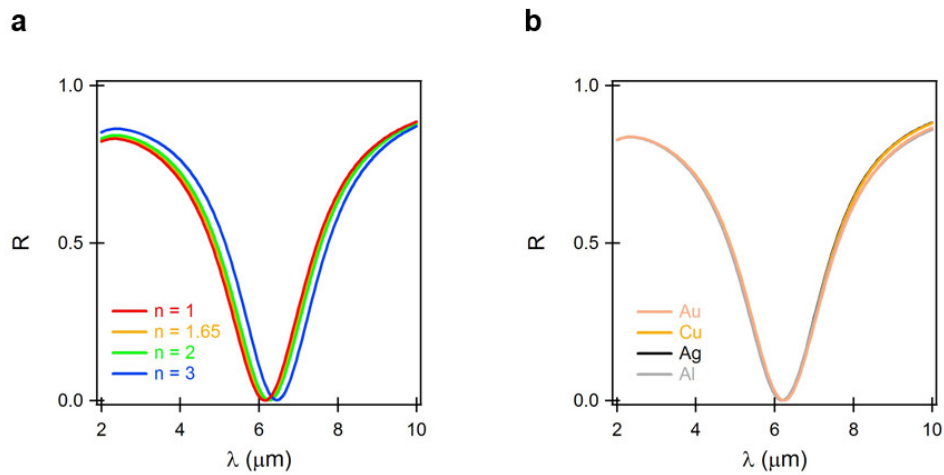 a
1.0
0.5
0.0
R
n = 1
n = 1.65
n = 2
n = 3
2 4 6 8 10
λ (μm)
b
1.0
0.5
0.0
R
Au
Cu
Ag
Al
2 4 6 8 10
λ (μm)